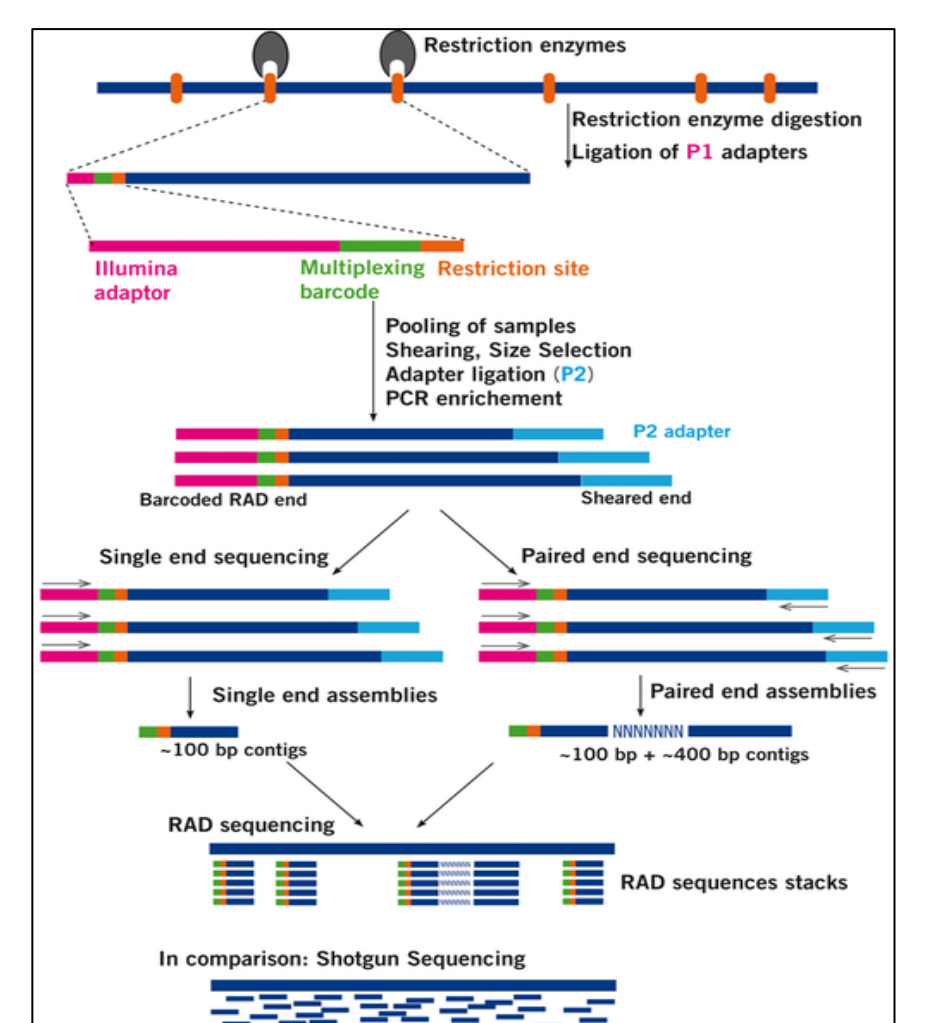 Restriction enzymes
Restriction enzyme digestion
Ligation of P1 adapters
Illumina
adaptor
Multiplexing
barcode
Restriction site
Pooling of samples
Shearing, Size Selection
Adapter ligation (P2)
PCR enrichement
P2 adapter
Barcoded RAD end
Sheared end
Single end sequencing
Paired end sequencing
Single end assemblies
Paired end assemblies
NNNNNNN
~100 bp contigs
~100 bp + ~400 bp contigs
RAD sequencing
RAD sequences stacks
In comparison: Shotgun Sequencing